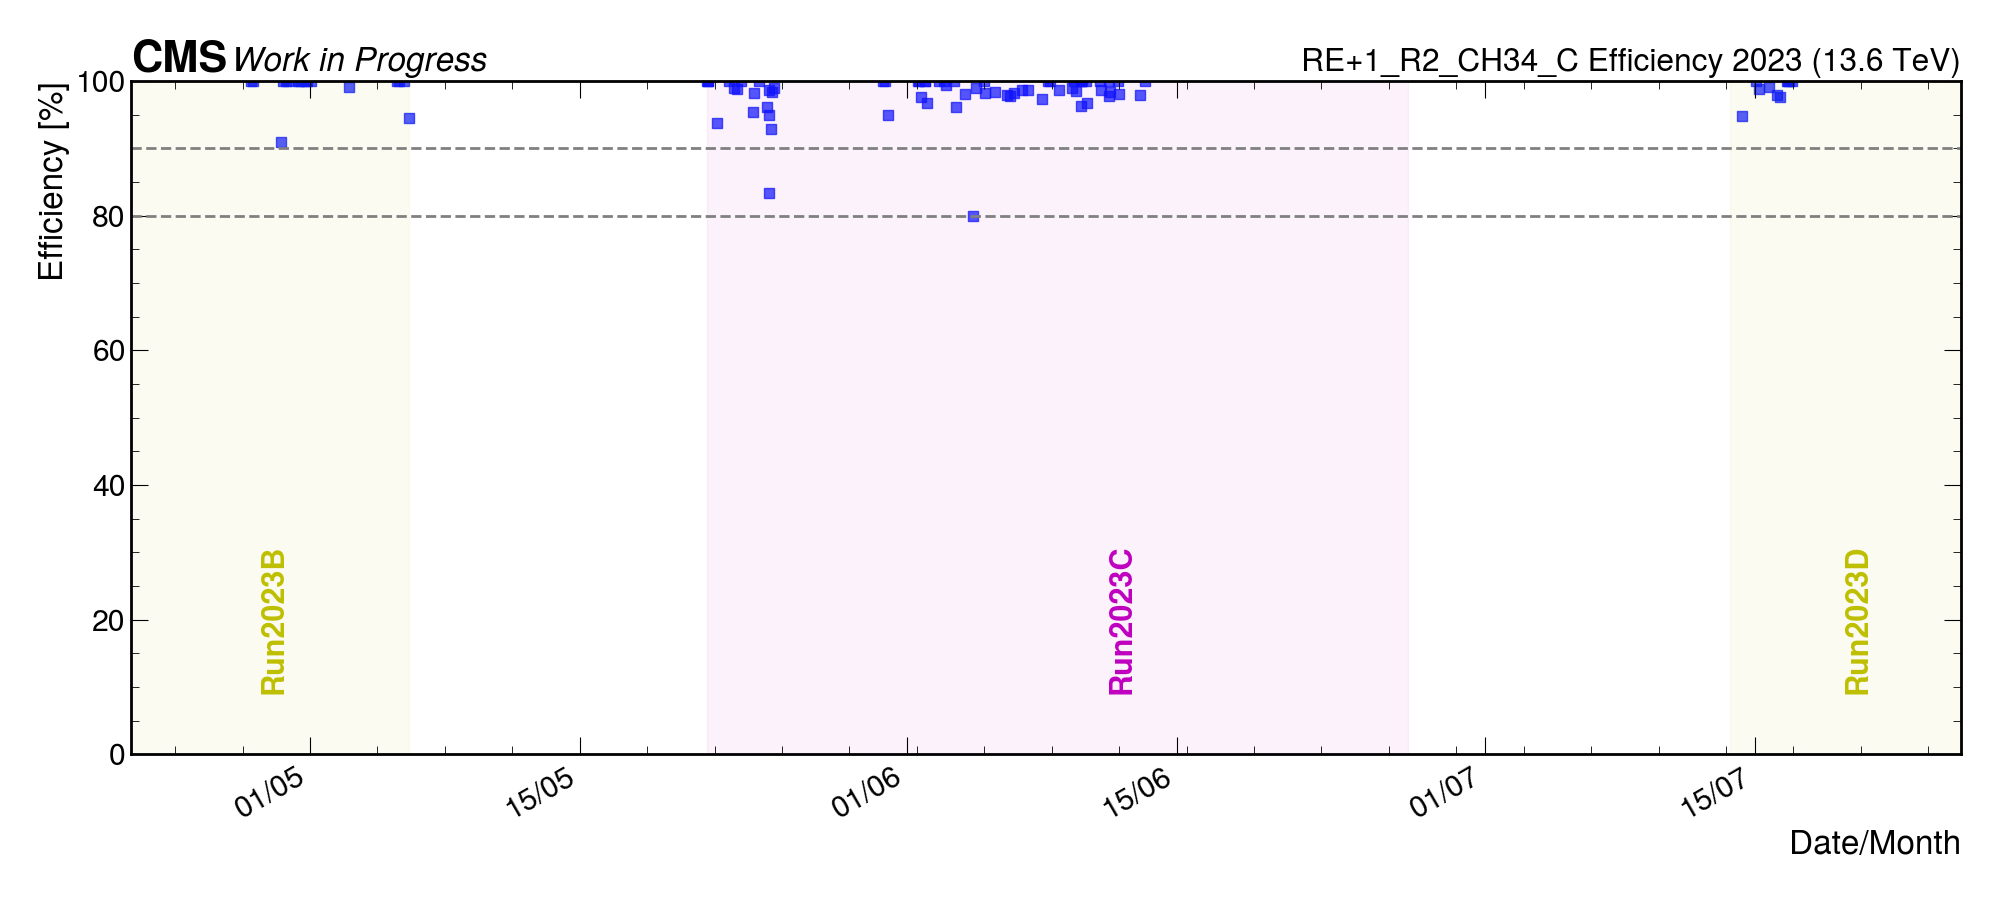 CMS Work in Progress
RE+1_R2_CH34_C Efficiency 2023 (13.6 TeV)
Efficiency [%]
100
80
60
40
20
0
Run2023B
Run2023C
Run2023D
01/05
15/05
01/06
15/06
01/07
15/07
Date/Month